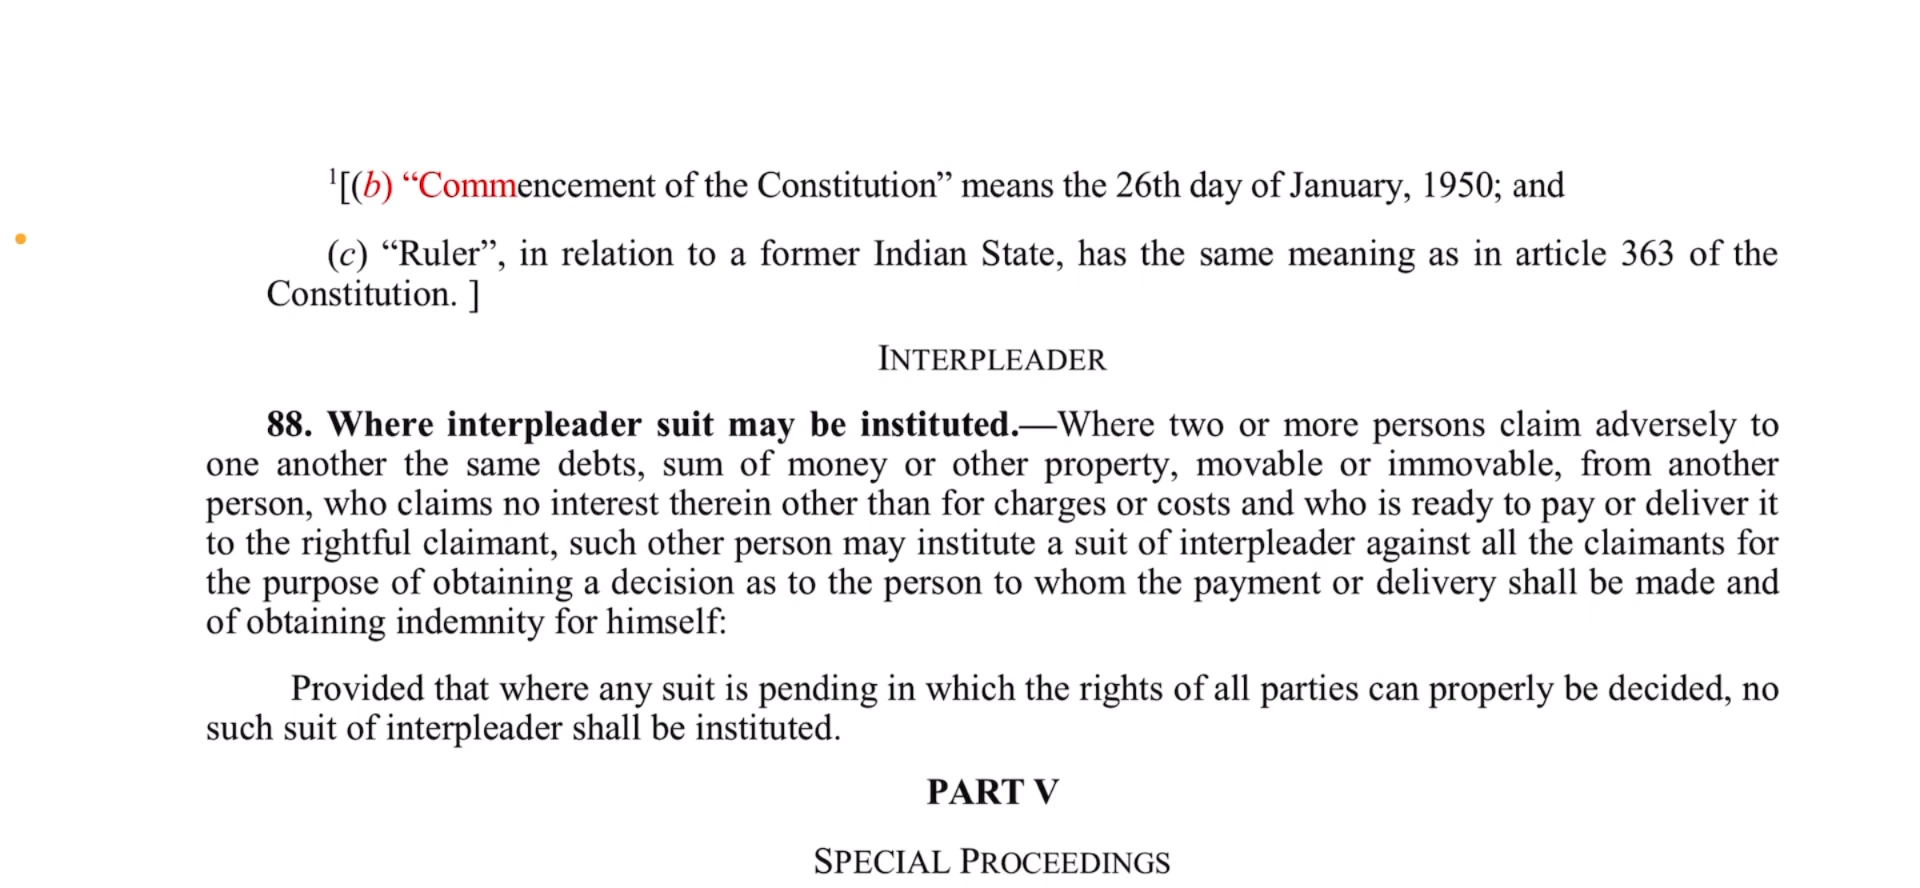 ¹[(b) “Commencement of the Constitution” means the 26th day of January, 1950; and
(c) “Ruler”, in relation to a former Indian State, has the same meaning as in article 363 of the
Constitution. ]
INTERPLEADER
88. Where interpleader suit may be instituted.—Where two or more persons claim adversely to
one another the same debts, sum of money or other property, movable or immovable, from another
person, who claims no interest therein other than for charges or costs and who is ready to pay or deliver it
to the rightful claimant, such other person may institute a suit of interpleader against all the claimants for
the purpose of obtaining a decision as to the person to whom the payment or delivery shall be made and
of obtaining indemnity for himself:
Provided that where any suit is pending in which the rights of all parties can properly be decided, no
such suit of interpleader shall be instituted.
PART V
SPECIAL PROCEEDINGS